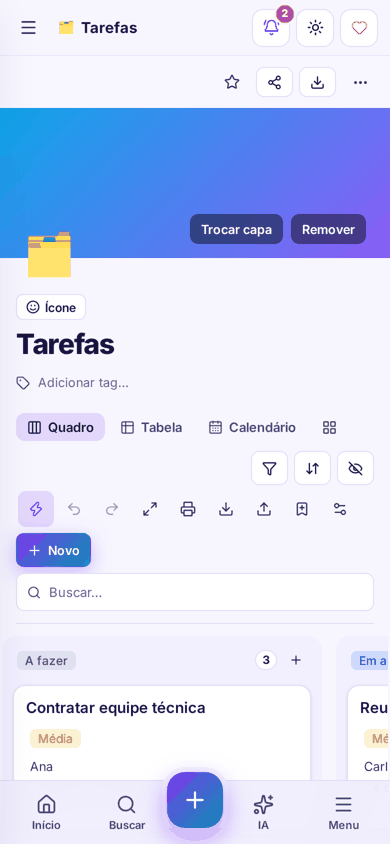 Tarefas
2
Trocar capa
Remover
Ícone
Tarefas
Adicionar tag...
Quadro
Tabela
Calendário
Novo
Buscar...
A fazer
3
Em a
Contratar equipe técnica
Reu
Média
Mé
Ana
Carl
Início
Buscar
IA
Menu